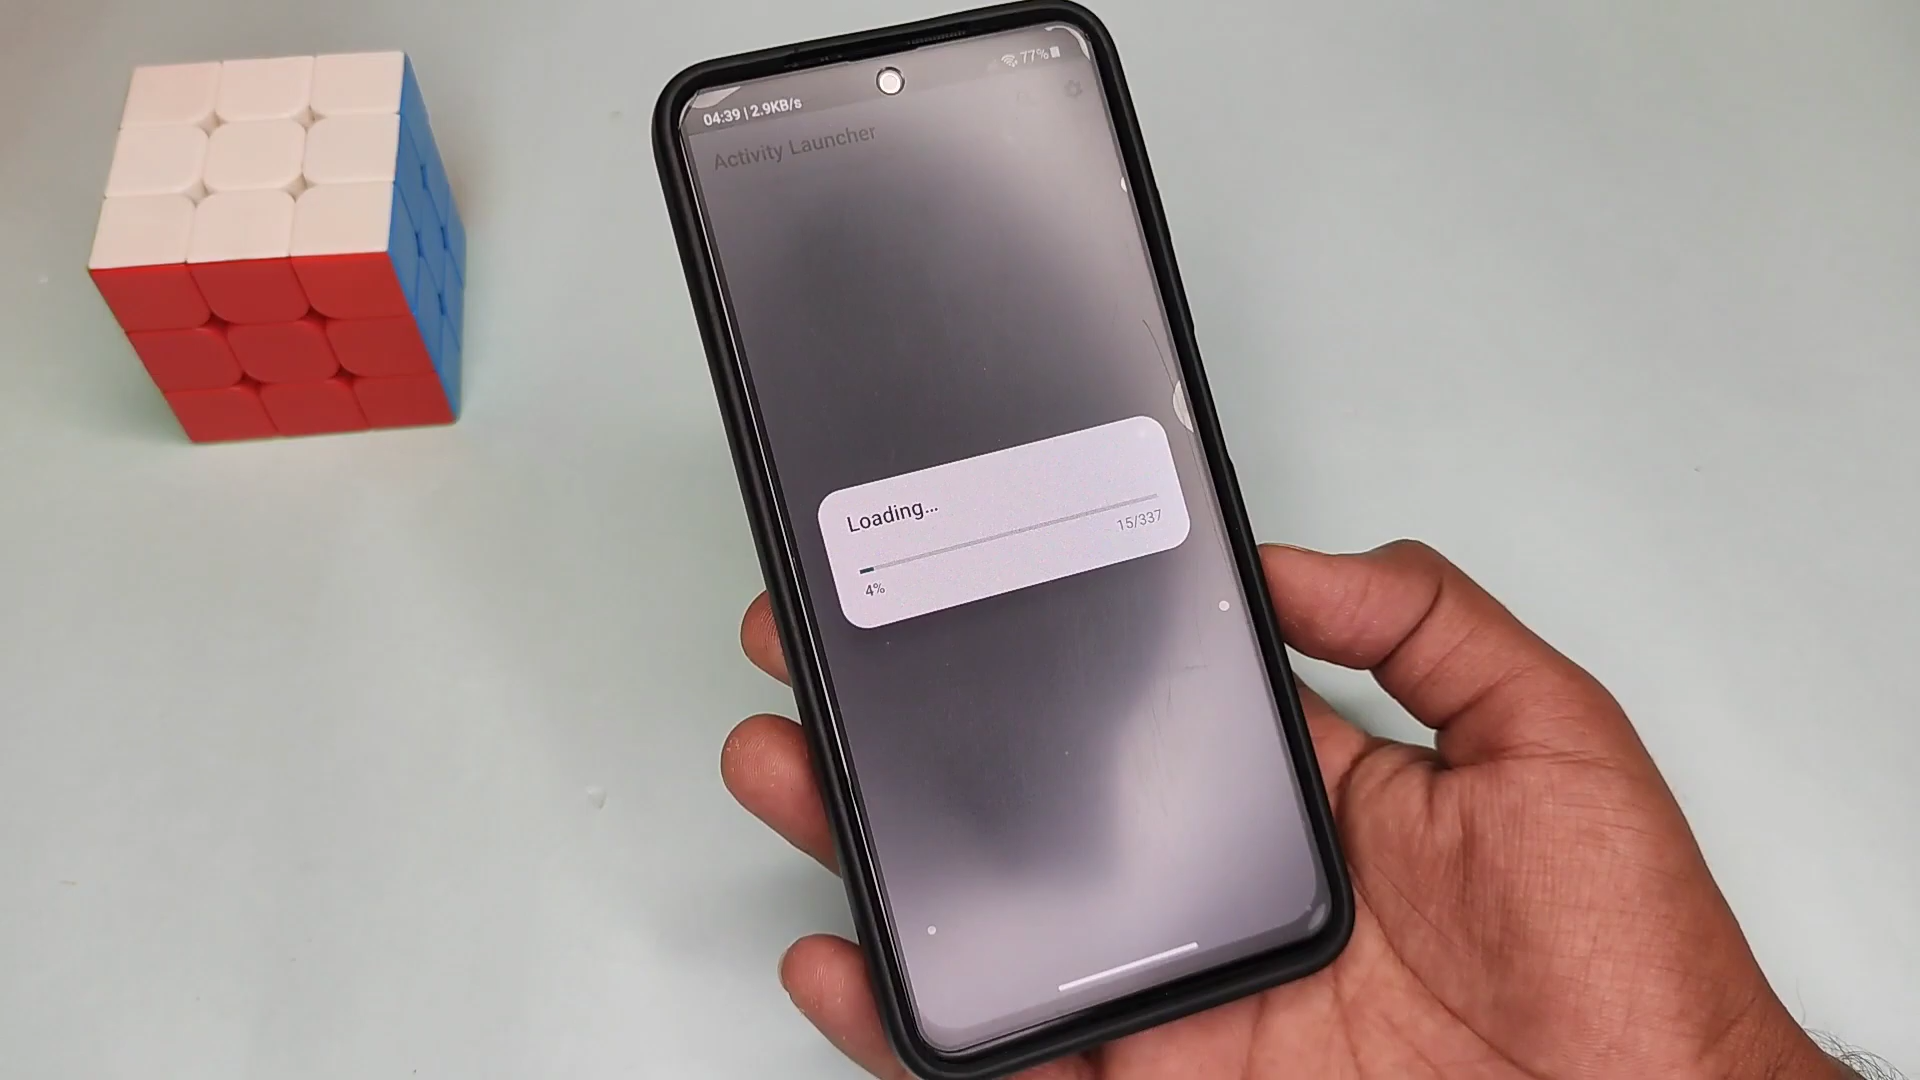 04:39 | 2.9KB/s
77%
Activity Launcher
Loading...
15/337
4%